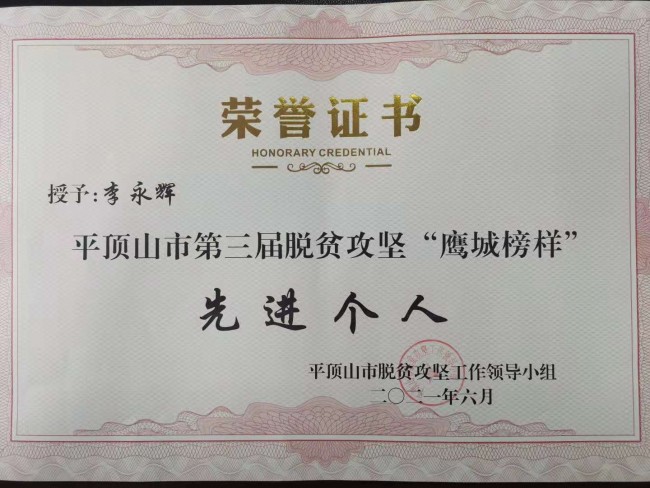 荣誉证书
HONORARY CREDENTIAL
授予:李永辉
平顶山市第三届脱贫攻坚“鹰城榜样”
先进个人
平顶山市脱贫攻坚工作领导小组
二〇二一年六月